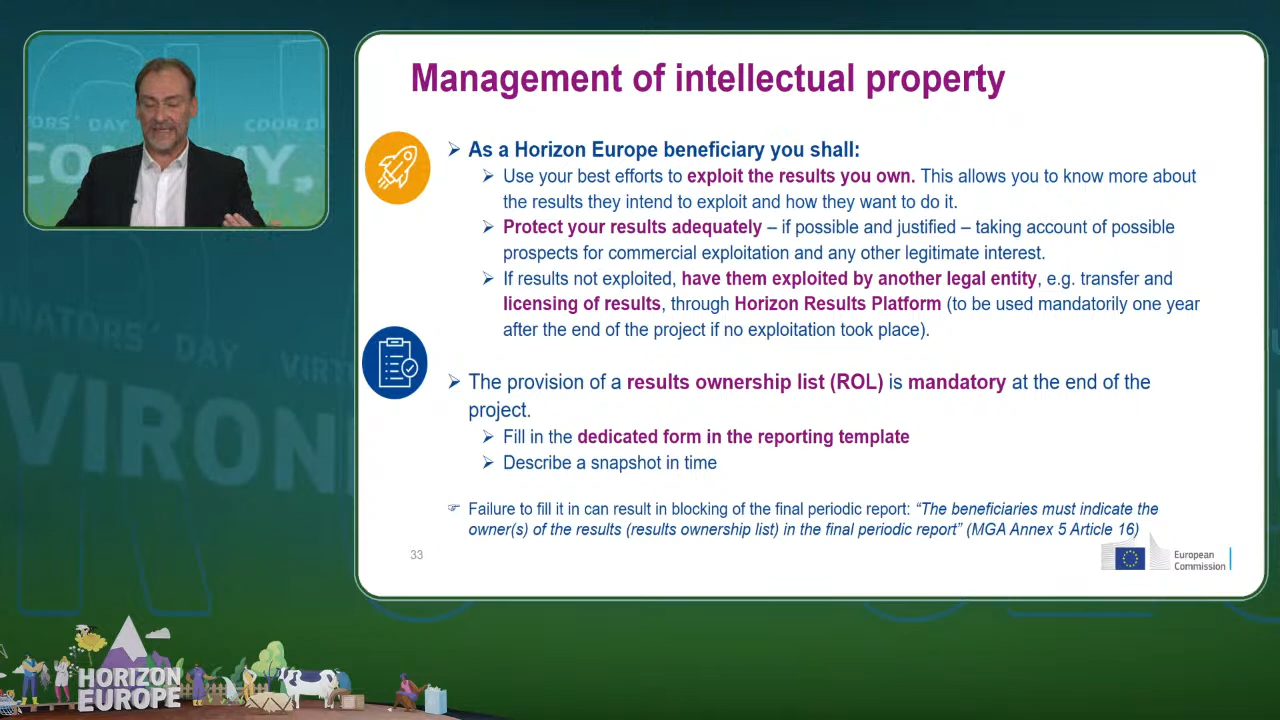 Management of intellectual property
As a Horizon Europe beneficiary you shall:
Use your best efforts to exploit the results you own. This allows you to know more about
the results they intend to exploit and how they want to do it.
Protect your results adequately – if possible and justified – taking account of possible
prospects for commercial exploitation and any other legitimate interest.
If results not exploited, have them exploited by another legal entity, e.g. transfer and
licensing of results, through Horizon Results Platform (to be used mandatorily one year
after the end of the project if no exploitation took place).
The provision of a results ownership list (ROL) is mandatory at the end of the
project.
Fill in the dedicated form in the reporting template
Describe a snapshot in time
Failure to fill it in can result in blocking of the final periodic report: “The beneficiaries must indicate the
owner(s) of the results (results ownership list) in the final periodic report” (MGA Annex 5 Article 16)
33
European
Commission
ORS' DAY
COOR D
CONOMY,
NATORS' DAY VIRT
VIRON
HORIZON
EUROPE